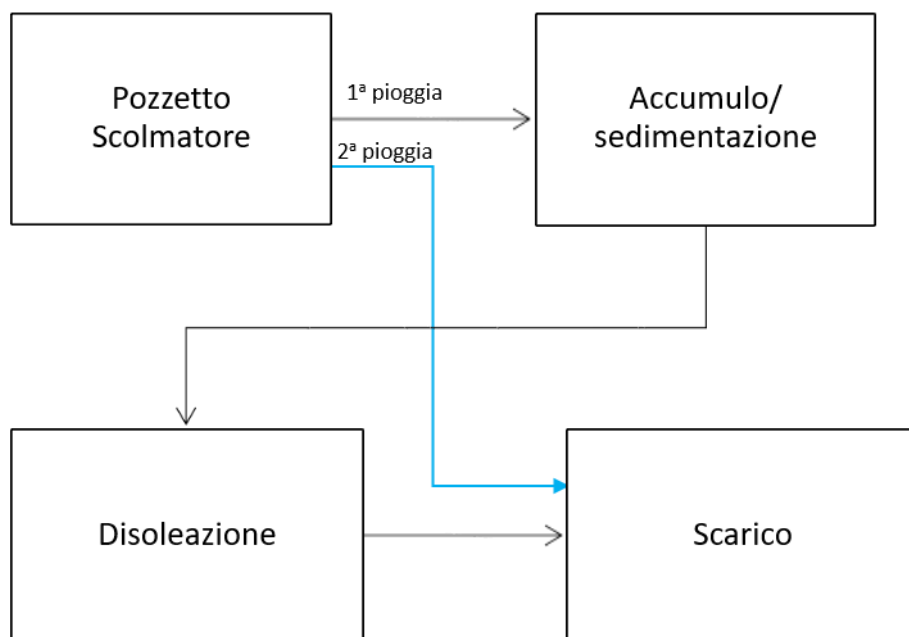 Pozzetto
Scolmatore
1ª pioggia
2ª pioggia
Accumulo/
sedimentazione
Disoleazione
Scarico